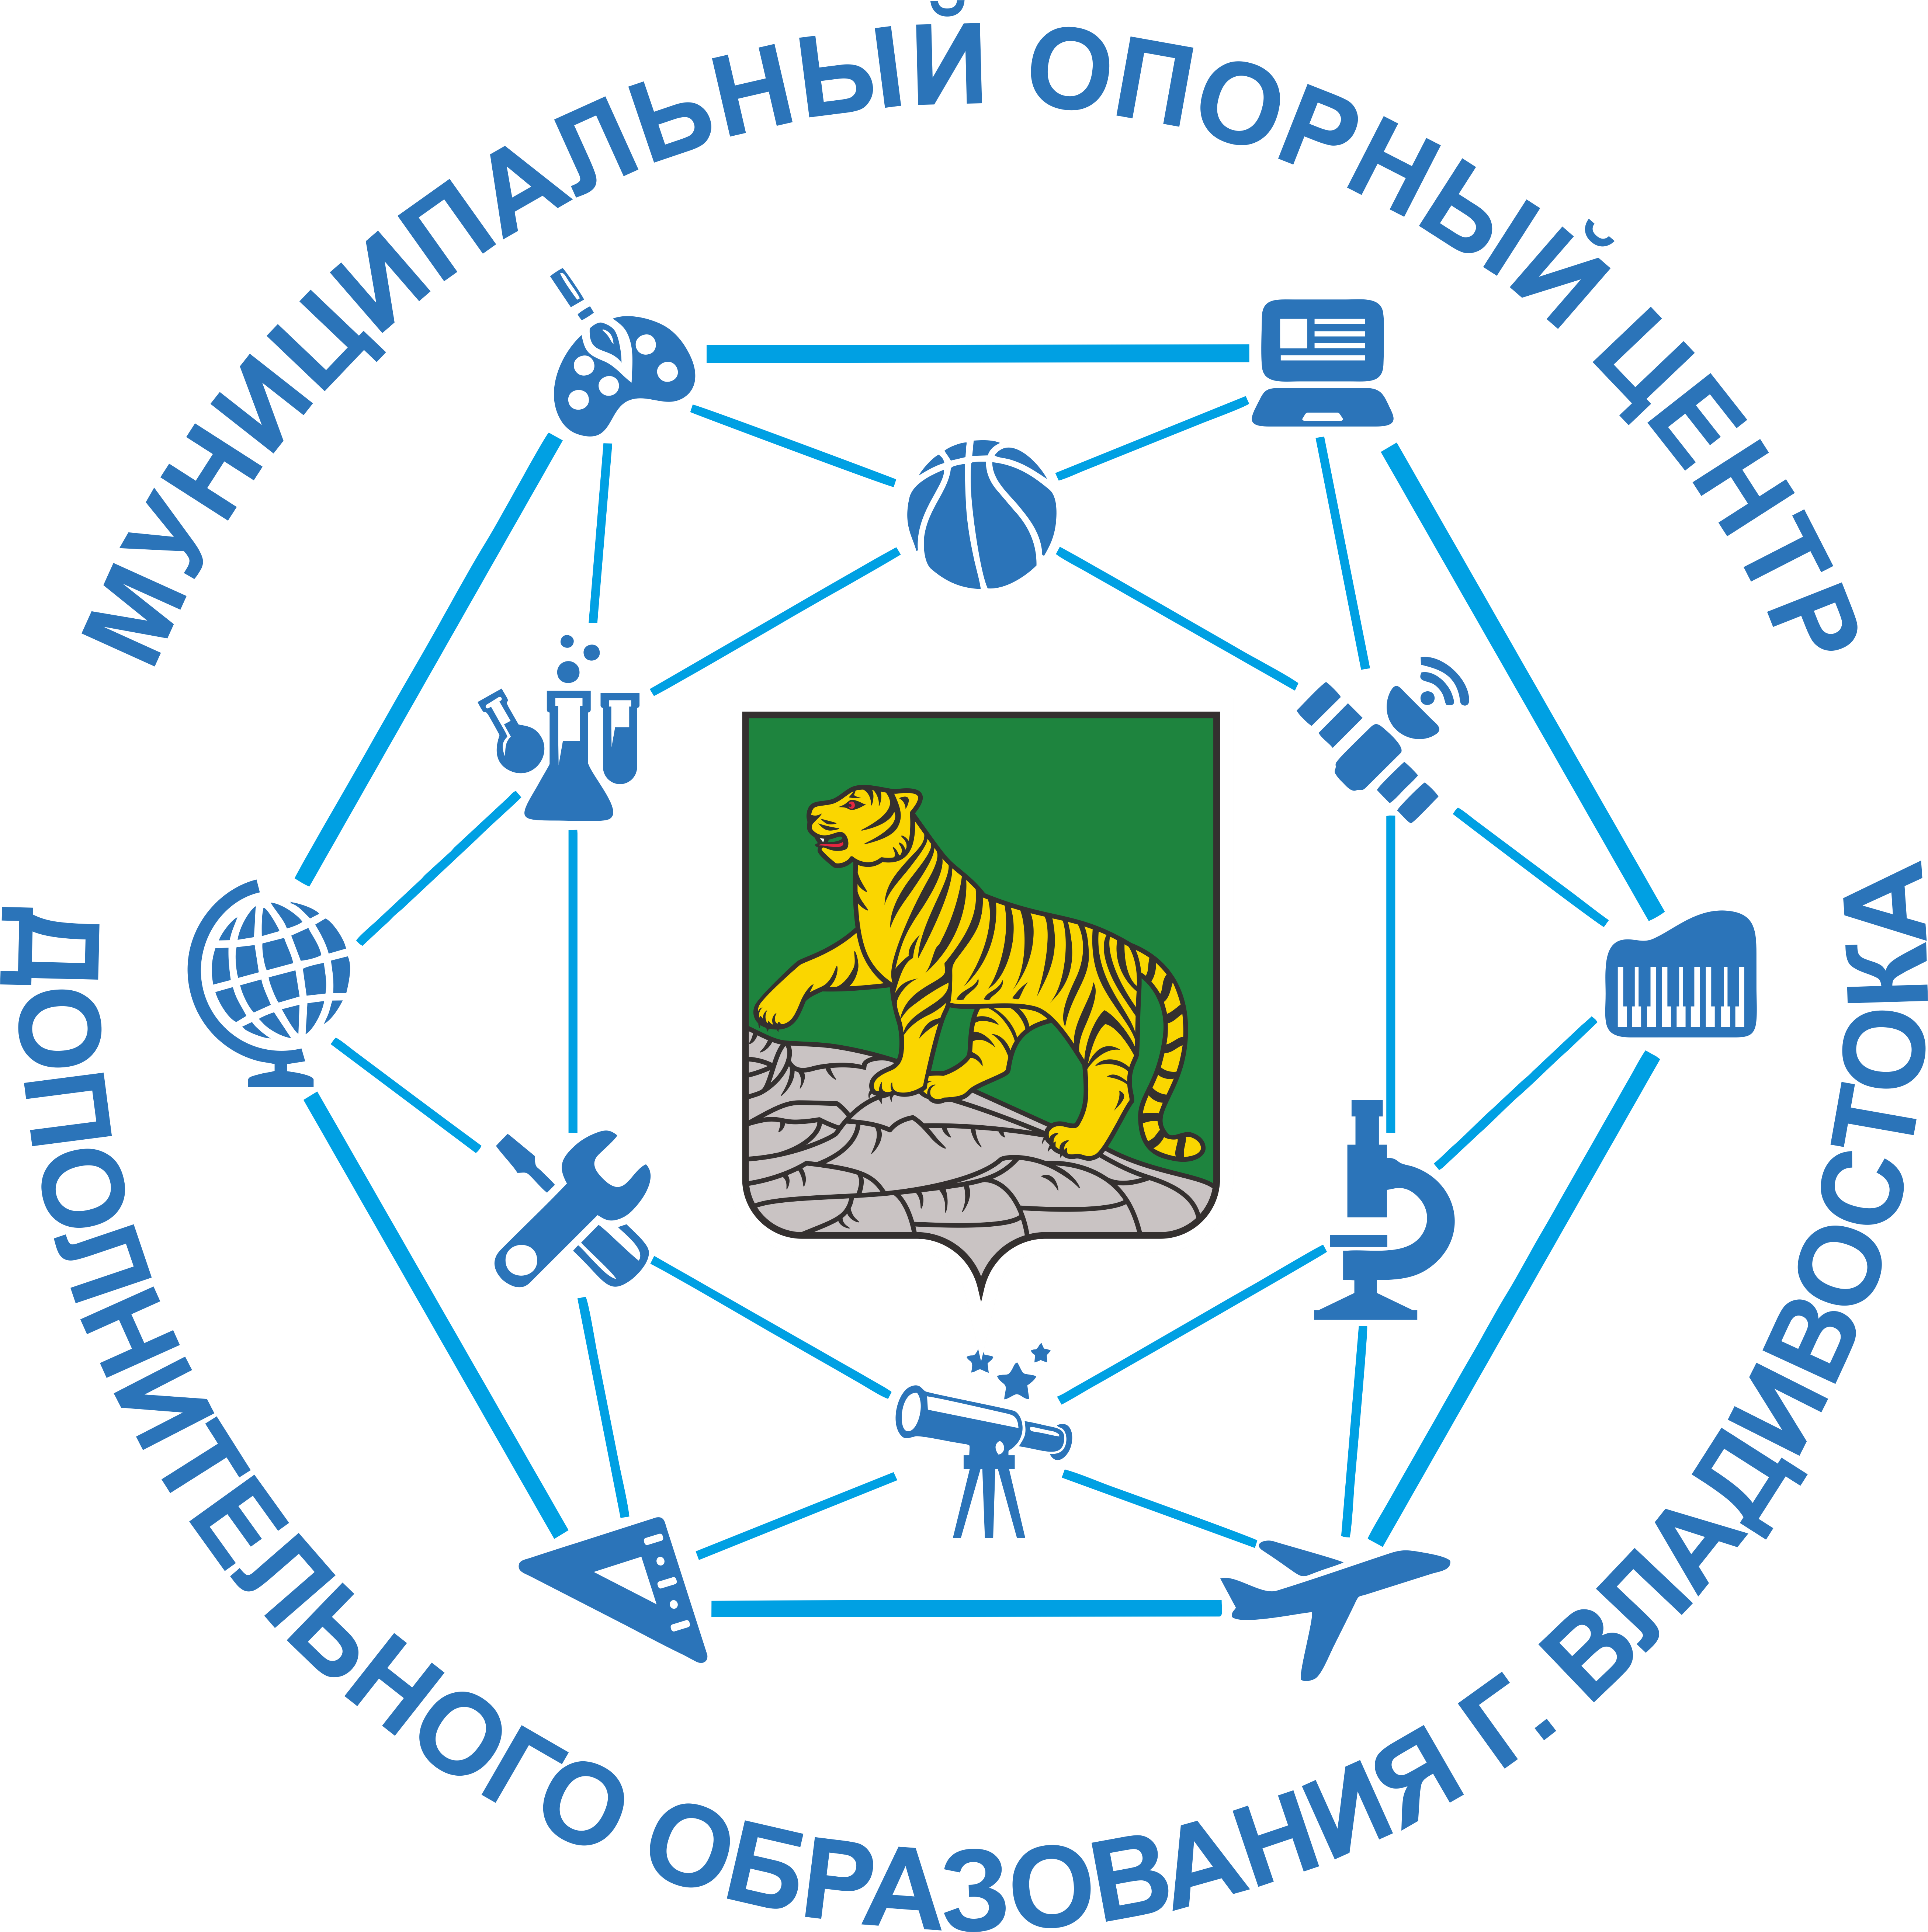 МУНИЦИПАЛЬНЫЙ ОПОРНЫЙ ЦЕНТР
ДОПОЛНИТЕЛЬНОГО ОБРАЗОВАНИЯ Г. ВЛАДИВОСТОКА